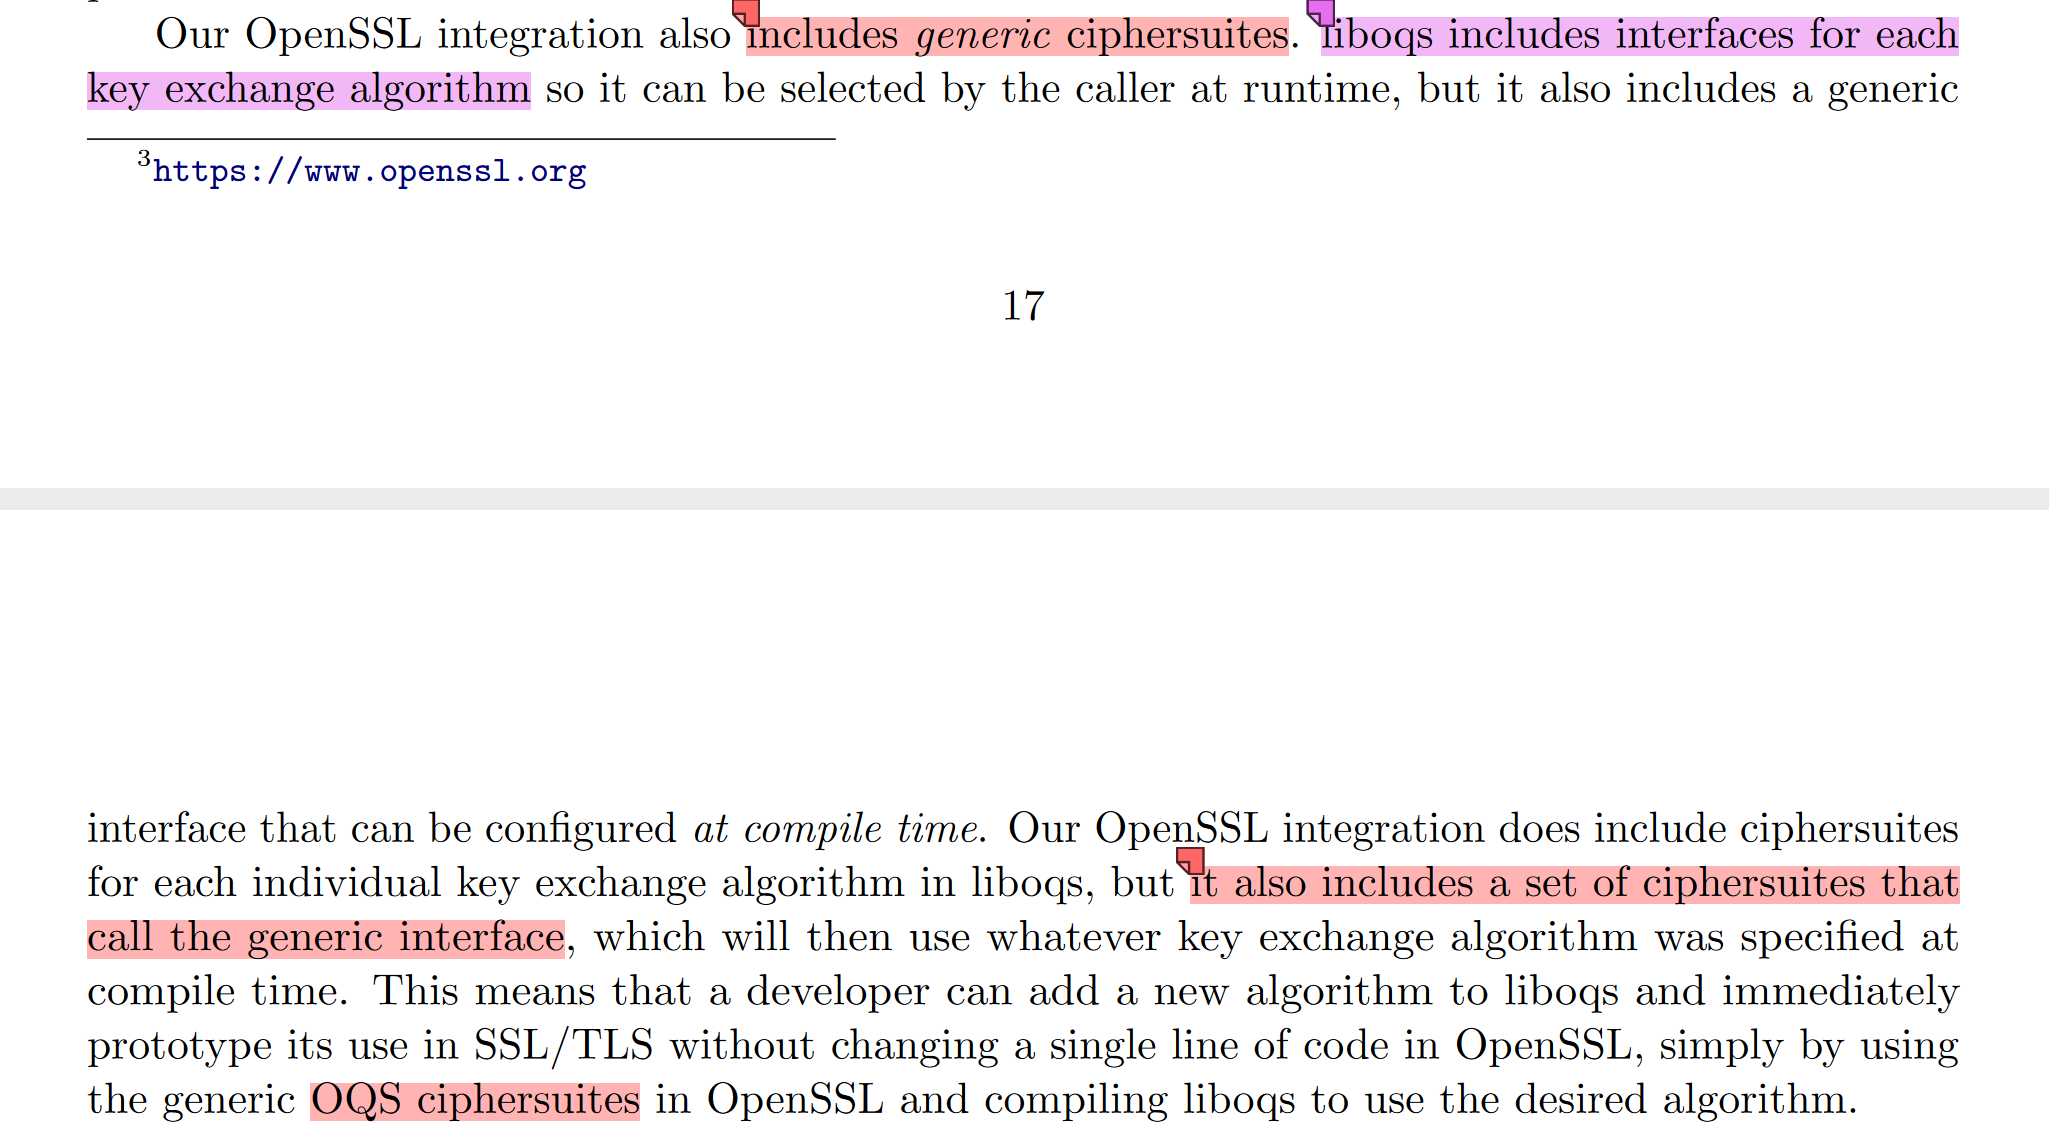 Our OpenSSL integration also includes generic ciphersuites. liboqs includes interfaces for each
key exchange algorithm so it can be selected by the caller at runtime, but it also includes a generic
3https://www.openssl.org
17
interface that can be configured at compile time. Our OpenSSL integration does include ciphersuites
for each individual key exchange algorithm in liboqs, but it also includes a set of ciphersuites that
call the generic interface, which will then use whatever key exchange algorithm was specified at
compile time. This means that a developer can add a new algorithm to liboqs and immediately
prototype its use in SSL/TLS without changing a single line of code in OpenSSL, simply by using
the generic OQS ciphersuites in OpenSSL and compiling liboqs to use the desired algorithm.